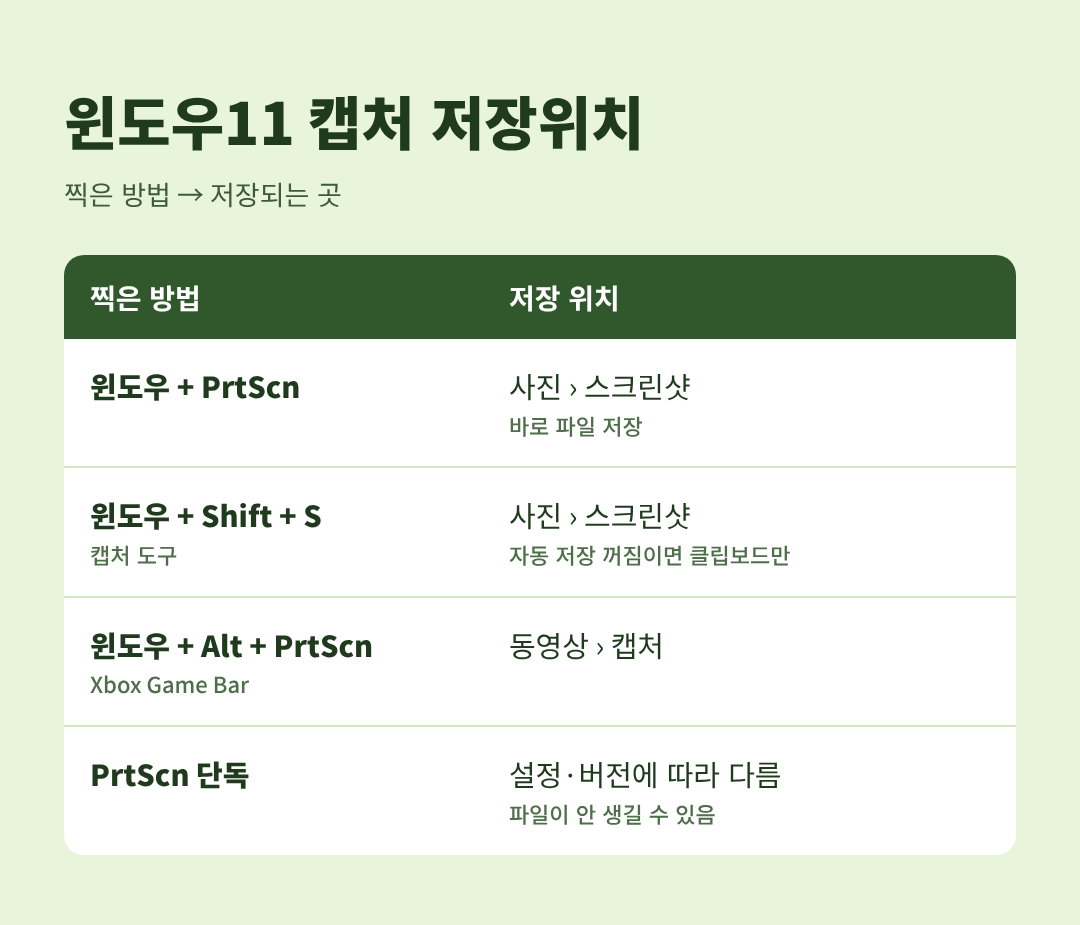 윈도우11 캡처 저장위치
찍은 방법 → 저장되는 곳
찍은 방법 저장 위치
윈도우 + PrtScn 사진 › 스크린샷
바로 파일 저장
윈도우 + Shift + S 사진 › 스크린샷
캡처 도구 자동 저장 꺼짐이면 클립보드만
윈도우 + Alt + PrtScn 동영상 › 캡처
Xbox Game Bar
PrtScn 단독 설정·버전에 따라 다름
파일이 안 생길 수 있음